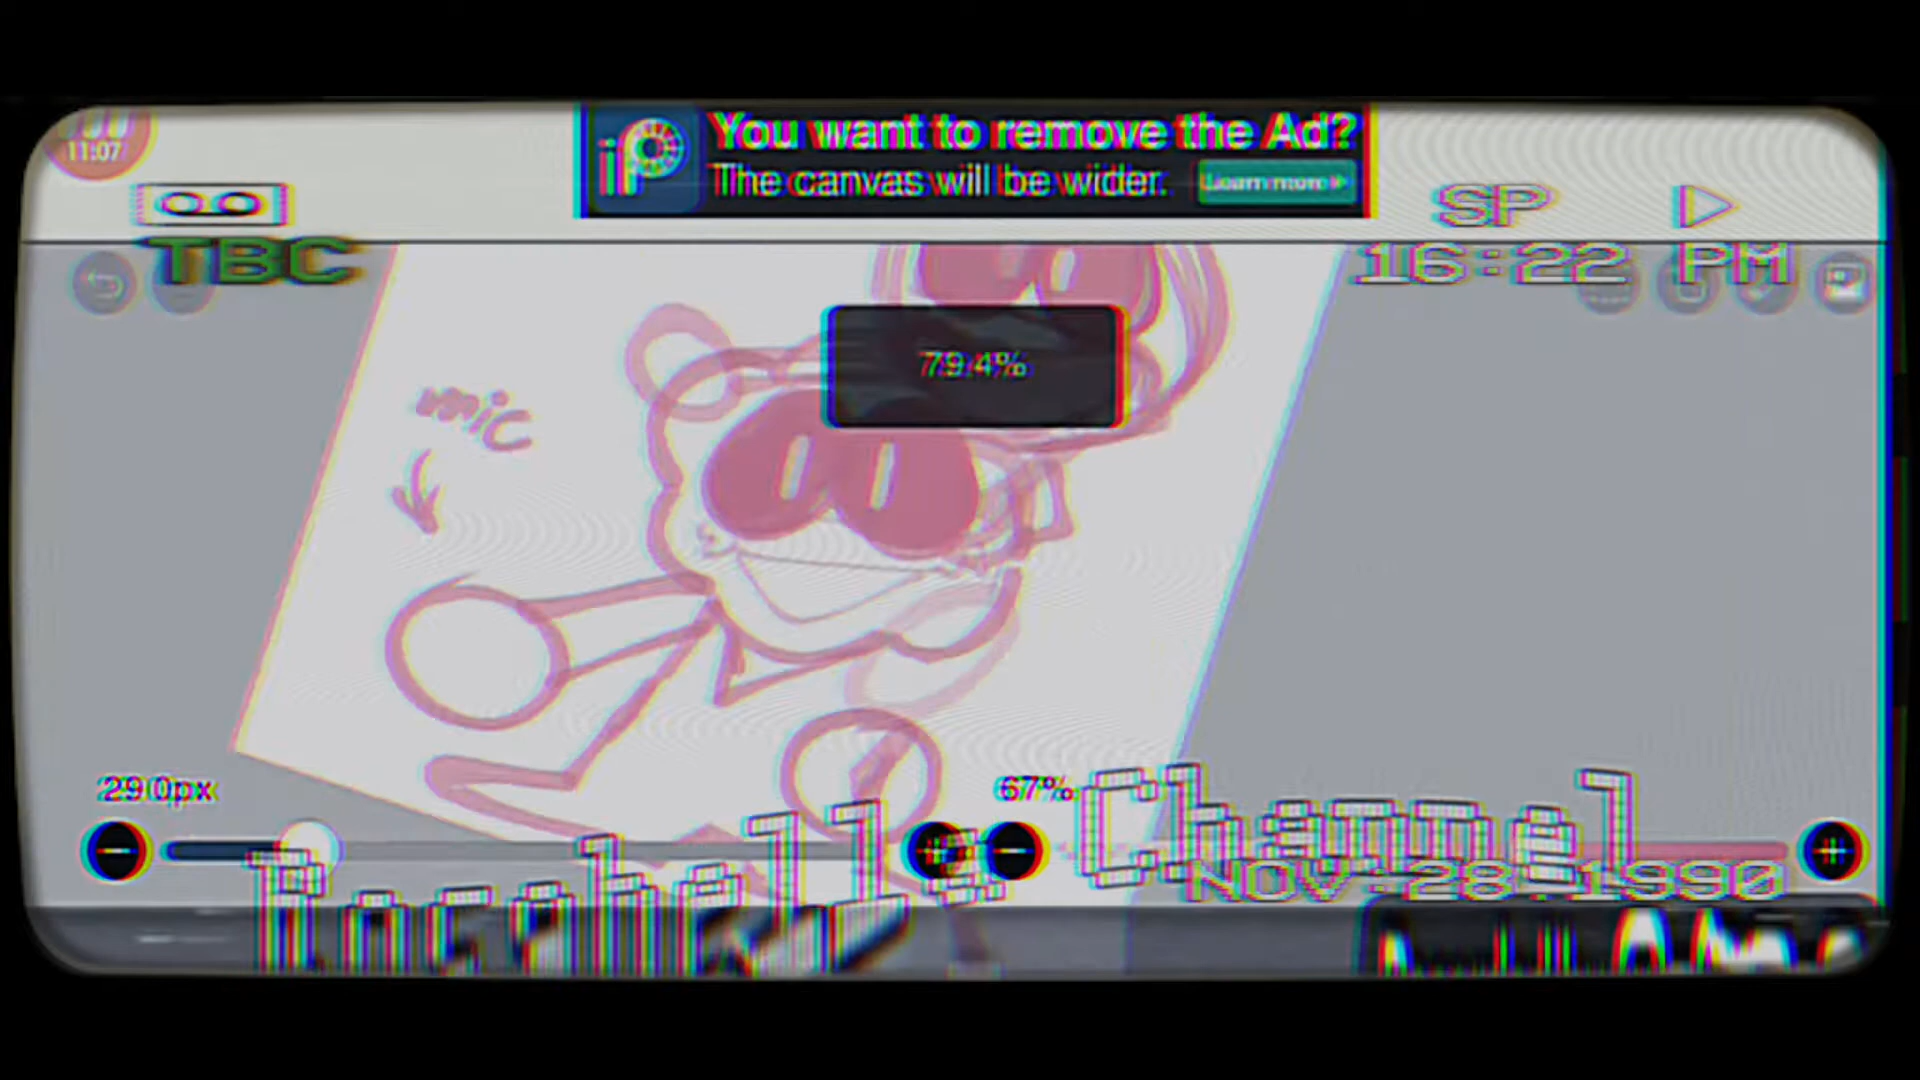 You want to remove the Ad?
iP
The canvas will be wider.
Learn more
11:07
SP
TBC
16:22 PM
79.4%
mic
29.0px
67%
Channel
NOV.28.1990